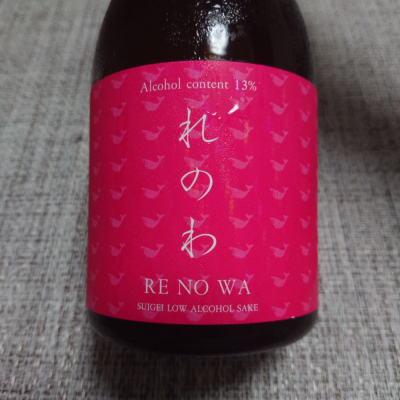 Alcohol content 13%
れのわ
RE NO WA
SUIGEI LOW ALCOHOL SAKE